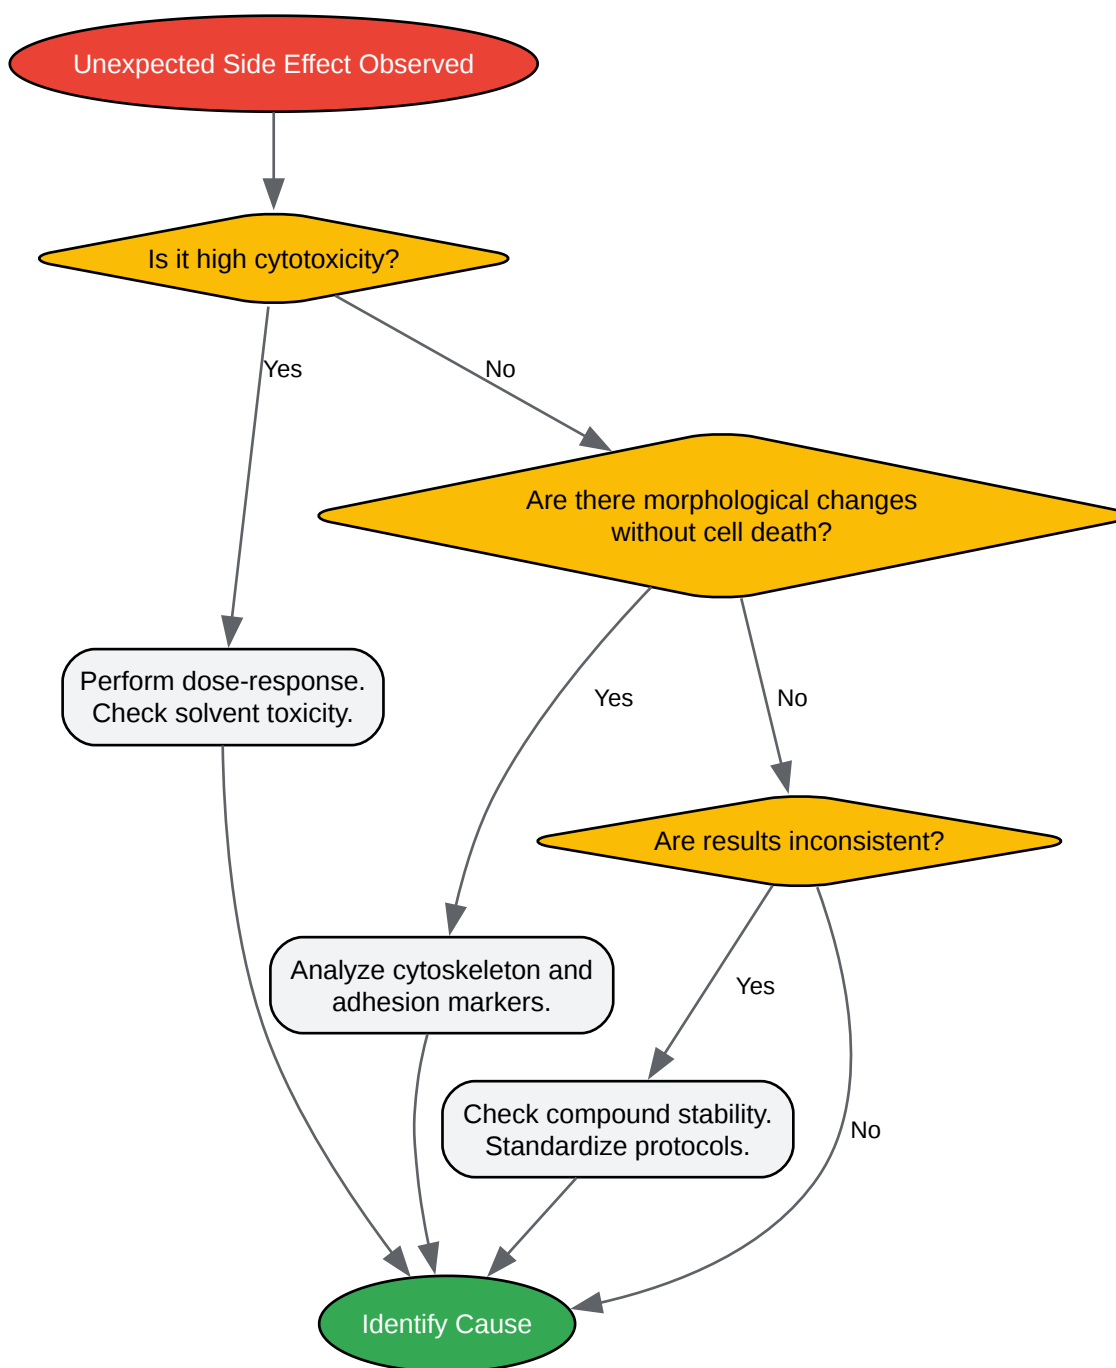 Unexpected Side Effect Observed
Is it high cytotoxicity?
Yes
No
Are there morphological changes
without cell death?
Perform dose-response.
Check solvent toxicity.
Yes
No
Are results inconsistent?
Analyze cytoskeleton and
adhesion markers.
Yes
Check compound stability.
Standardize protocols.
No
Identify Cause